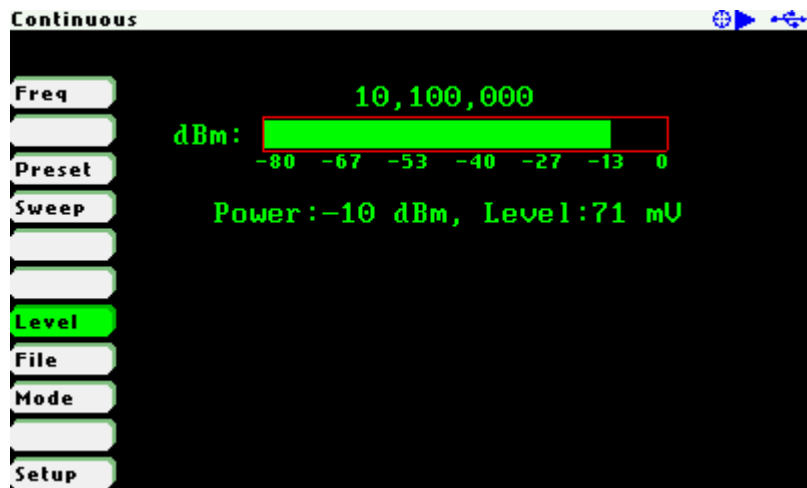 Continuous
Freq
10,100,000
dBm:
-80 -67 -53 -40 -27 -13 0
Preset
Sweep
Power:-10 dBm, Level:71 mV
Level
File
Mode
Setup